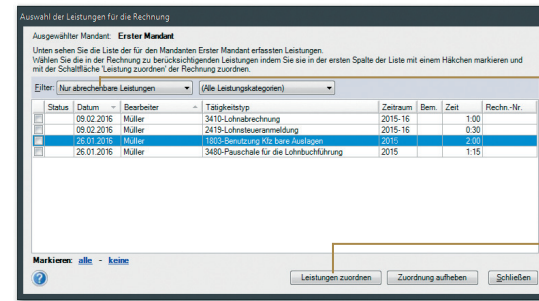 Auswahl der Leistungen für die Rechnung
Ausgewählter Mandant: Erster Mandant
Unten sehen Sie die Liste der für den Mandanten Erster Mandant erfassten Leistungen.
Wählen Sie die in der Rechnung zu berücksichtigenden Leistungen indem Sie sie in der ersten Spalte der Liste mit einem Häkchen markieren und
mit der Schaltfläche 'Leistung zuordnen' der Rechnung zuordnen.
Filter: Nur abrechenbare Leistungen (Alle Leistungskategorien)
Status Datum Bearbeiter Tätigkeitstyp Zeitraum Bem. Zeit Rechn.-Nr.
09.02.2016 Müller 3410-Lohnabrechnung 2015-16 1:00
09.02.2016 Müller 2419-Lohnsteueranmeldung 2015-16 0:30
26.01.2016 Müller 1803-Benutzung Kfz bare Auslagen 2015 2:00
26.01.2016 Müller 3480-Pauschale für die Lohnbuchführung 2015 1:15
Markieren: alle - keine
? Leistungen zuordnen Zuordnung aufheben Schließen